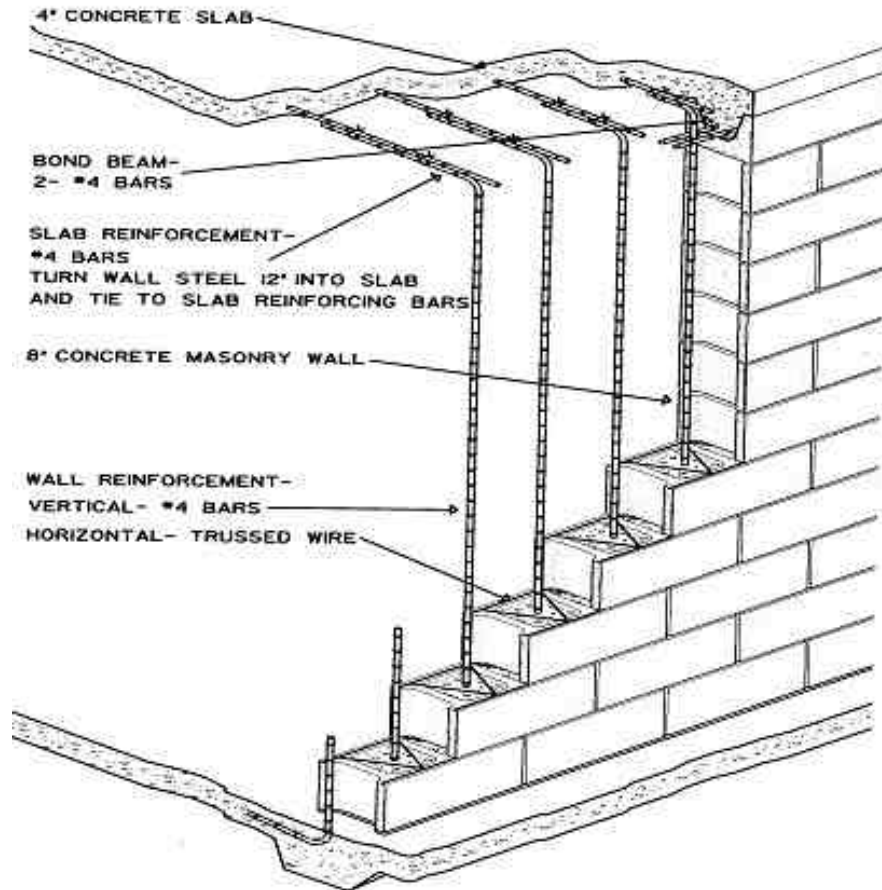 4" CONCRETE SLAB
BOND BEAM-
2- #4 BARS
SLAB REINFORCEMENT-
#4 BARS
TURN WALL STEEL 12" INTO SLAB
AND TIE TO SLAB REINFORCING BARS
8" CONCRETE MASONRY WALL
WALL REINFORCEMENT-
VERTICAL- #4 BARS
HORIZONTAL- TRUSSED WIRE